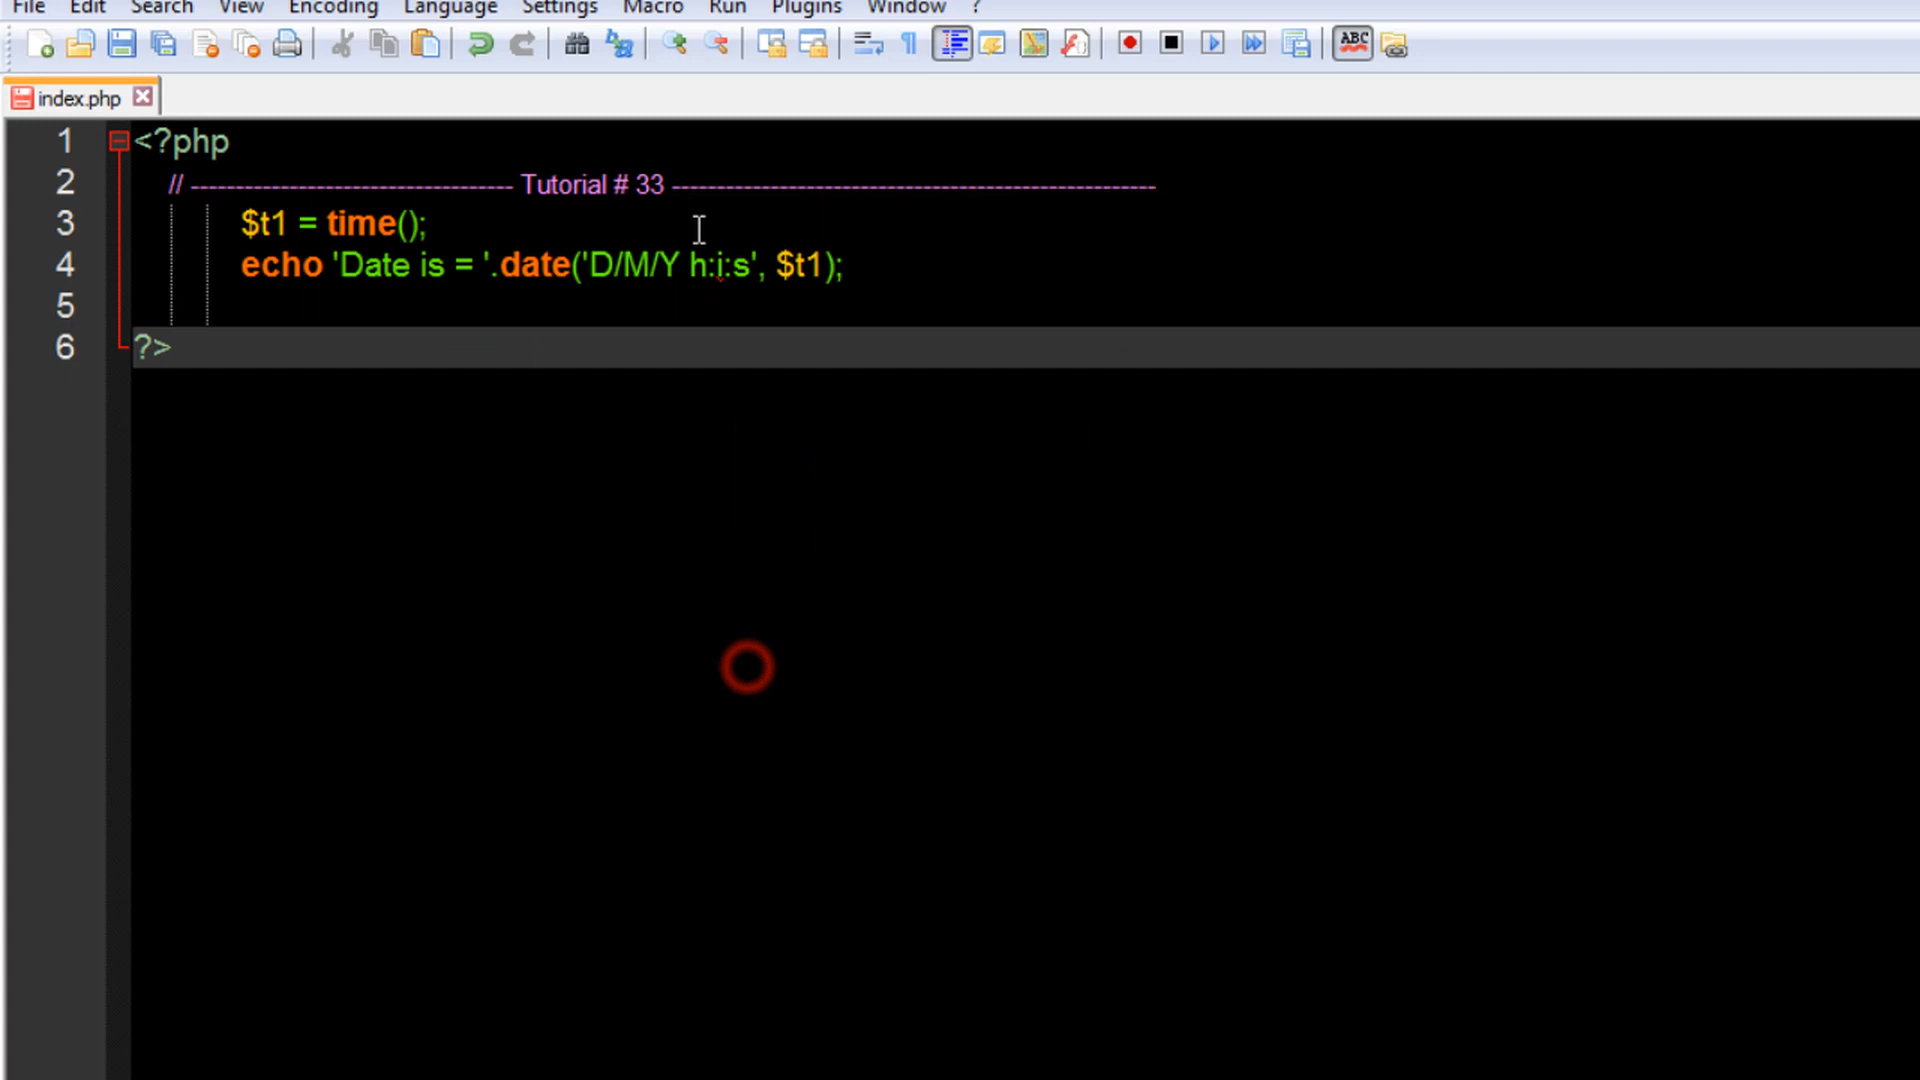 File Edit Search View Encoding Language Settings Macro Run Plugins Window ?
ABC
index.php
1 <?php
2 // ------------------------------------ Tutorial # 33 ------------------------------------------------------
3 $t1 = time();
4 echo 'Date is = '.date('D/M/Y h:i:s', $t1);
5
6 ?>